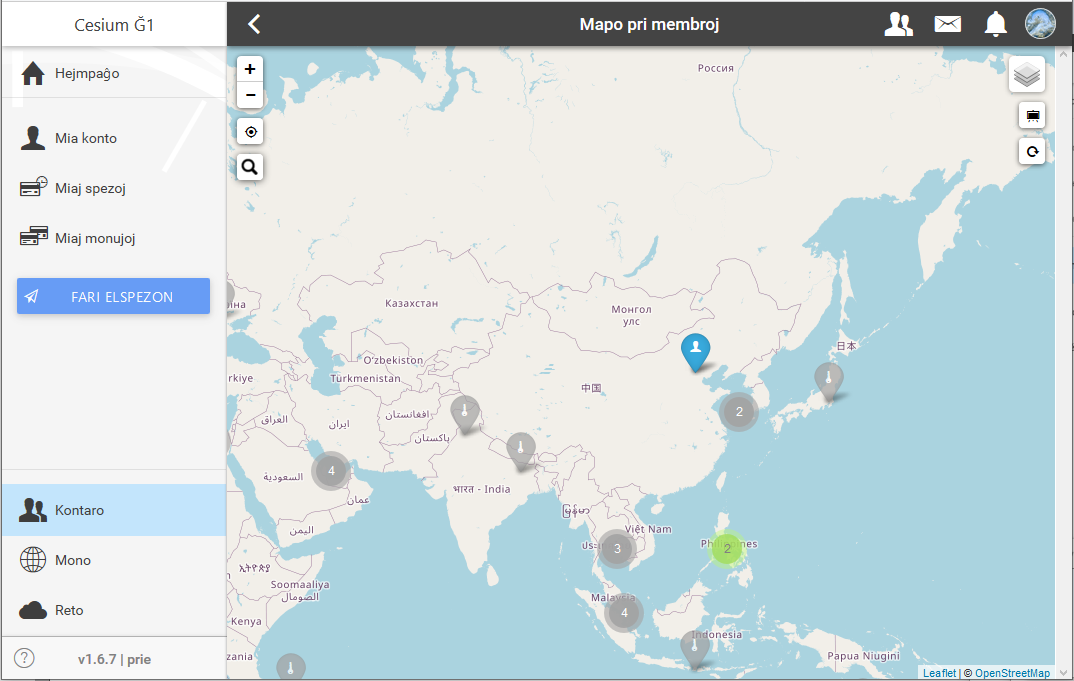 Cesium Ğ1
Mapo pri membroj
Hejmpaĝo
Mia konto
Miaj spezoj
Miaj monujoj
FARI ELSPEZON
Kontaro
Mono
Reto
v1.6.7 | prie
+
−
Россия
Казахстан
Монгол
улс
O'zbekiston
Türkmenistan
rkiye
中国
日本
افغانستان
ایران
العراق
پاکستان
السعودية
عمان
اليمن
भारत - India
Việt Nam
Malaysia
Indonesia
Papua Niugini
Soomaaliya
الصومال
Kenya
zania
2
4
3
2
4
Leaflet | © OpenStreetMap